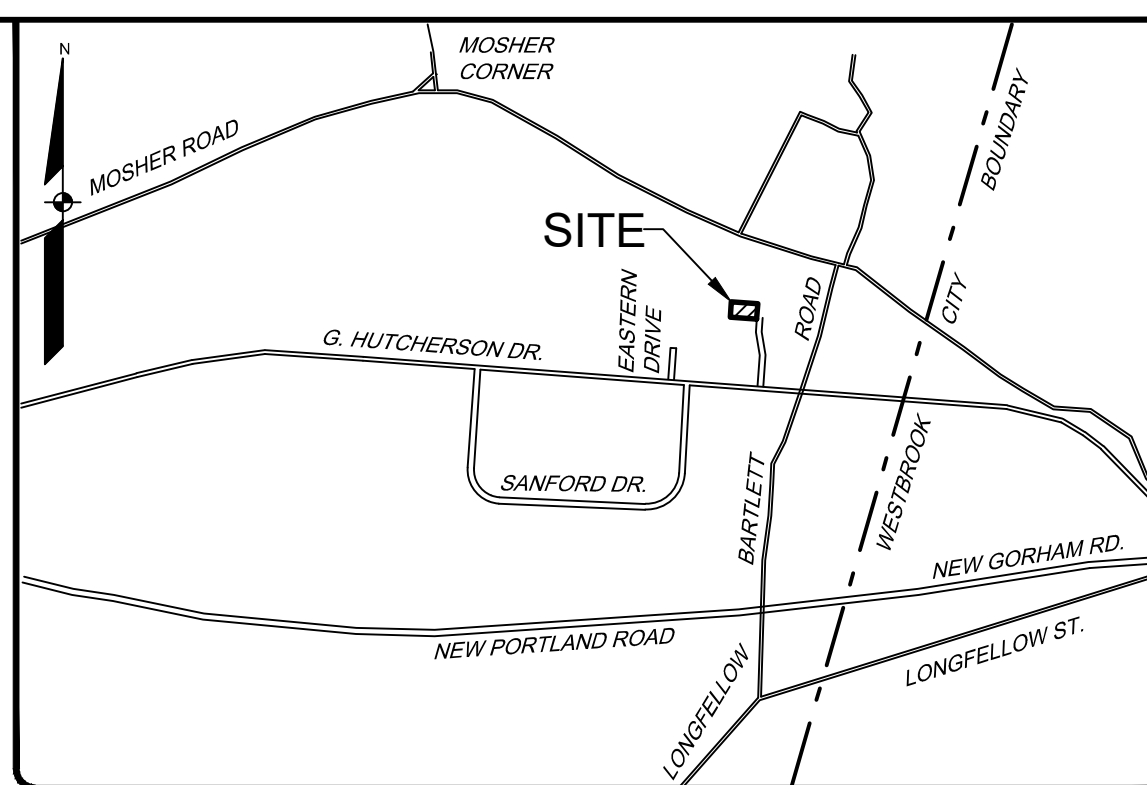 N
MOSHER
CORNER
MOSHER ROAD
BOUNDARY
SITE
CITY
EASTERN
DRIVE
ROAD
G. HUTCHERSON DR.
SANFORD DR.
BARTLETT
WESTBROOK
NEW GORHAM RD.
NEW PORTLAND ROAD
LONGFELLOW
LONGFELLOW ST.